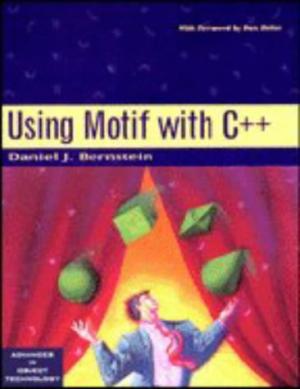 With Foreword by Dan Heller
Using Motif with C++
Daniel J. Bernstein
ADVANCES
IN
OBJECT
TECHNOLOGY